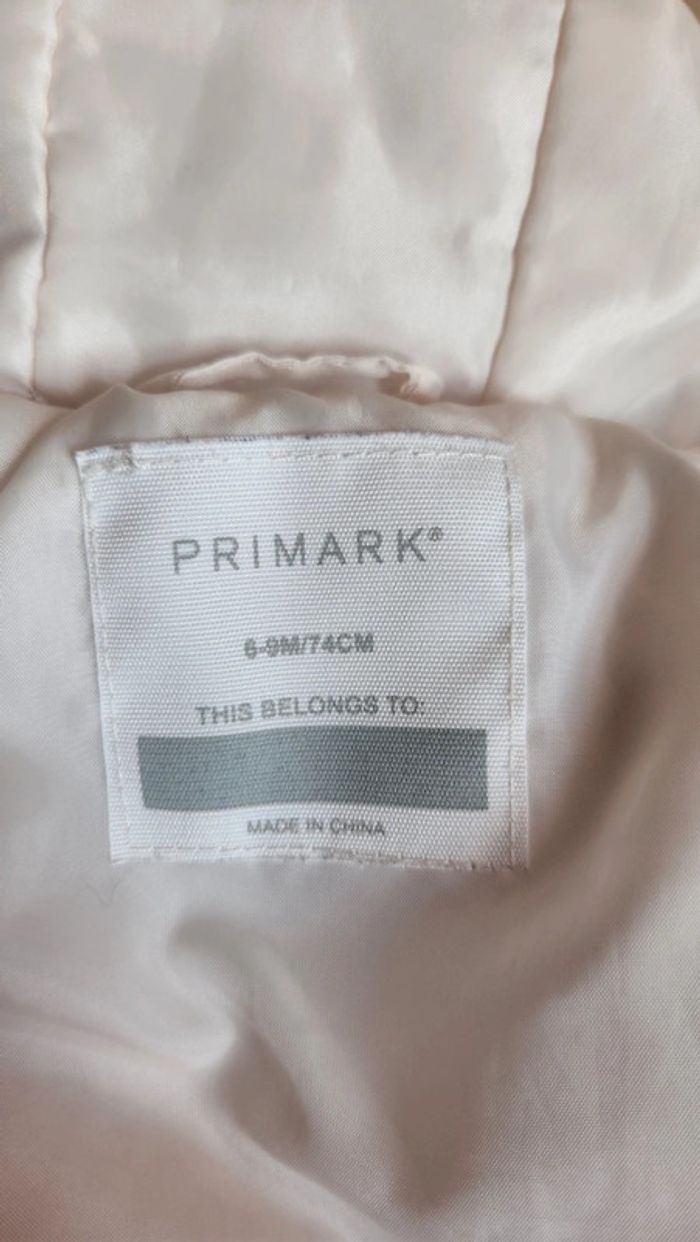 PRIMARK®
6-9M/74CM
THIS BELONGS TO:
MADE IN CHINA